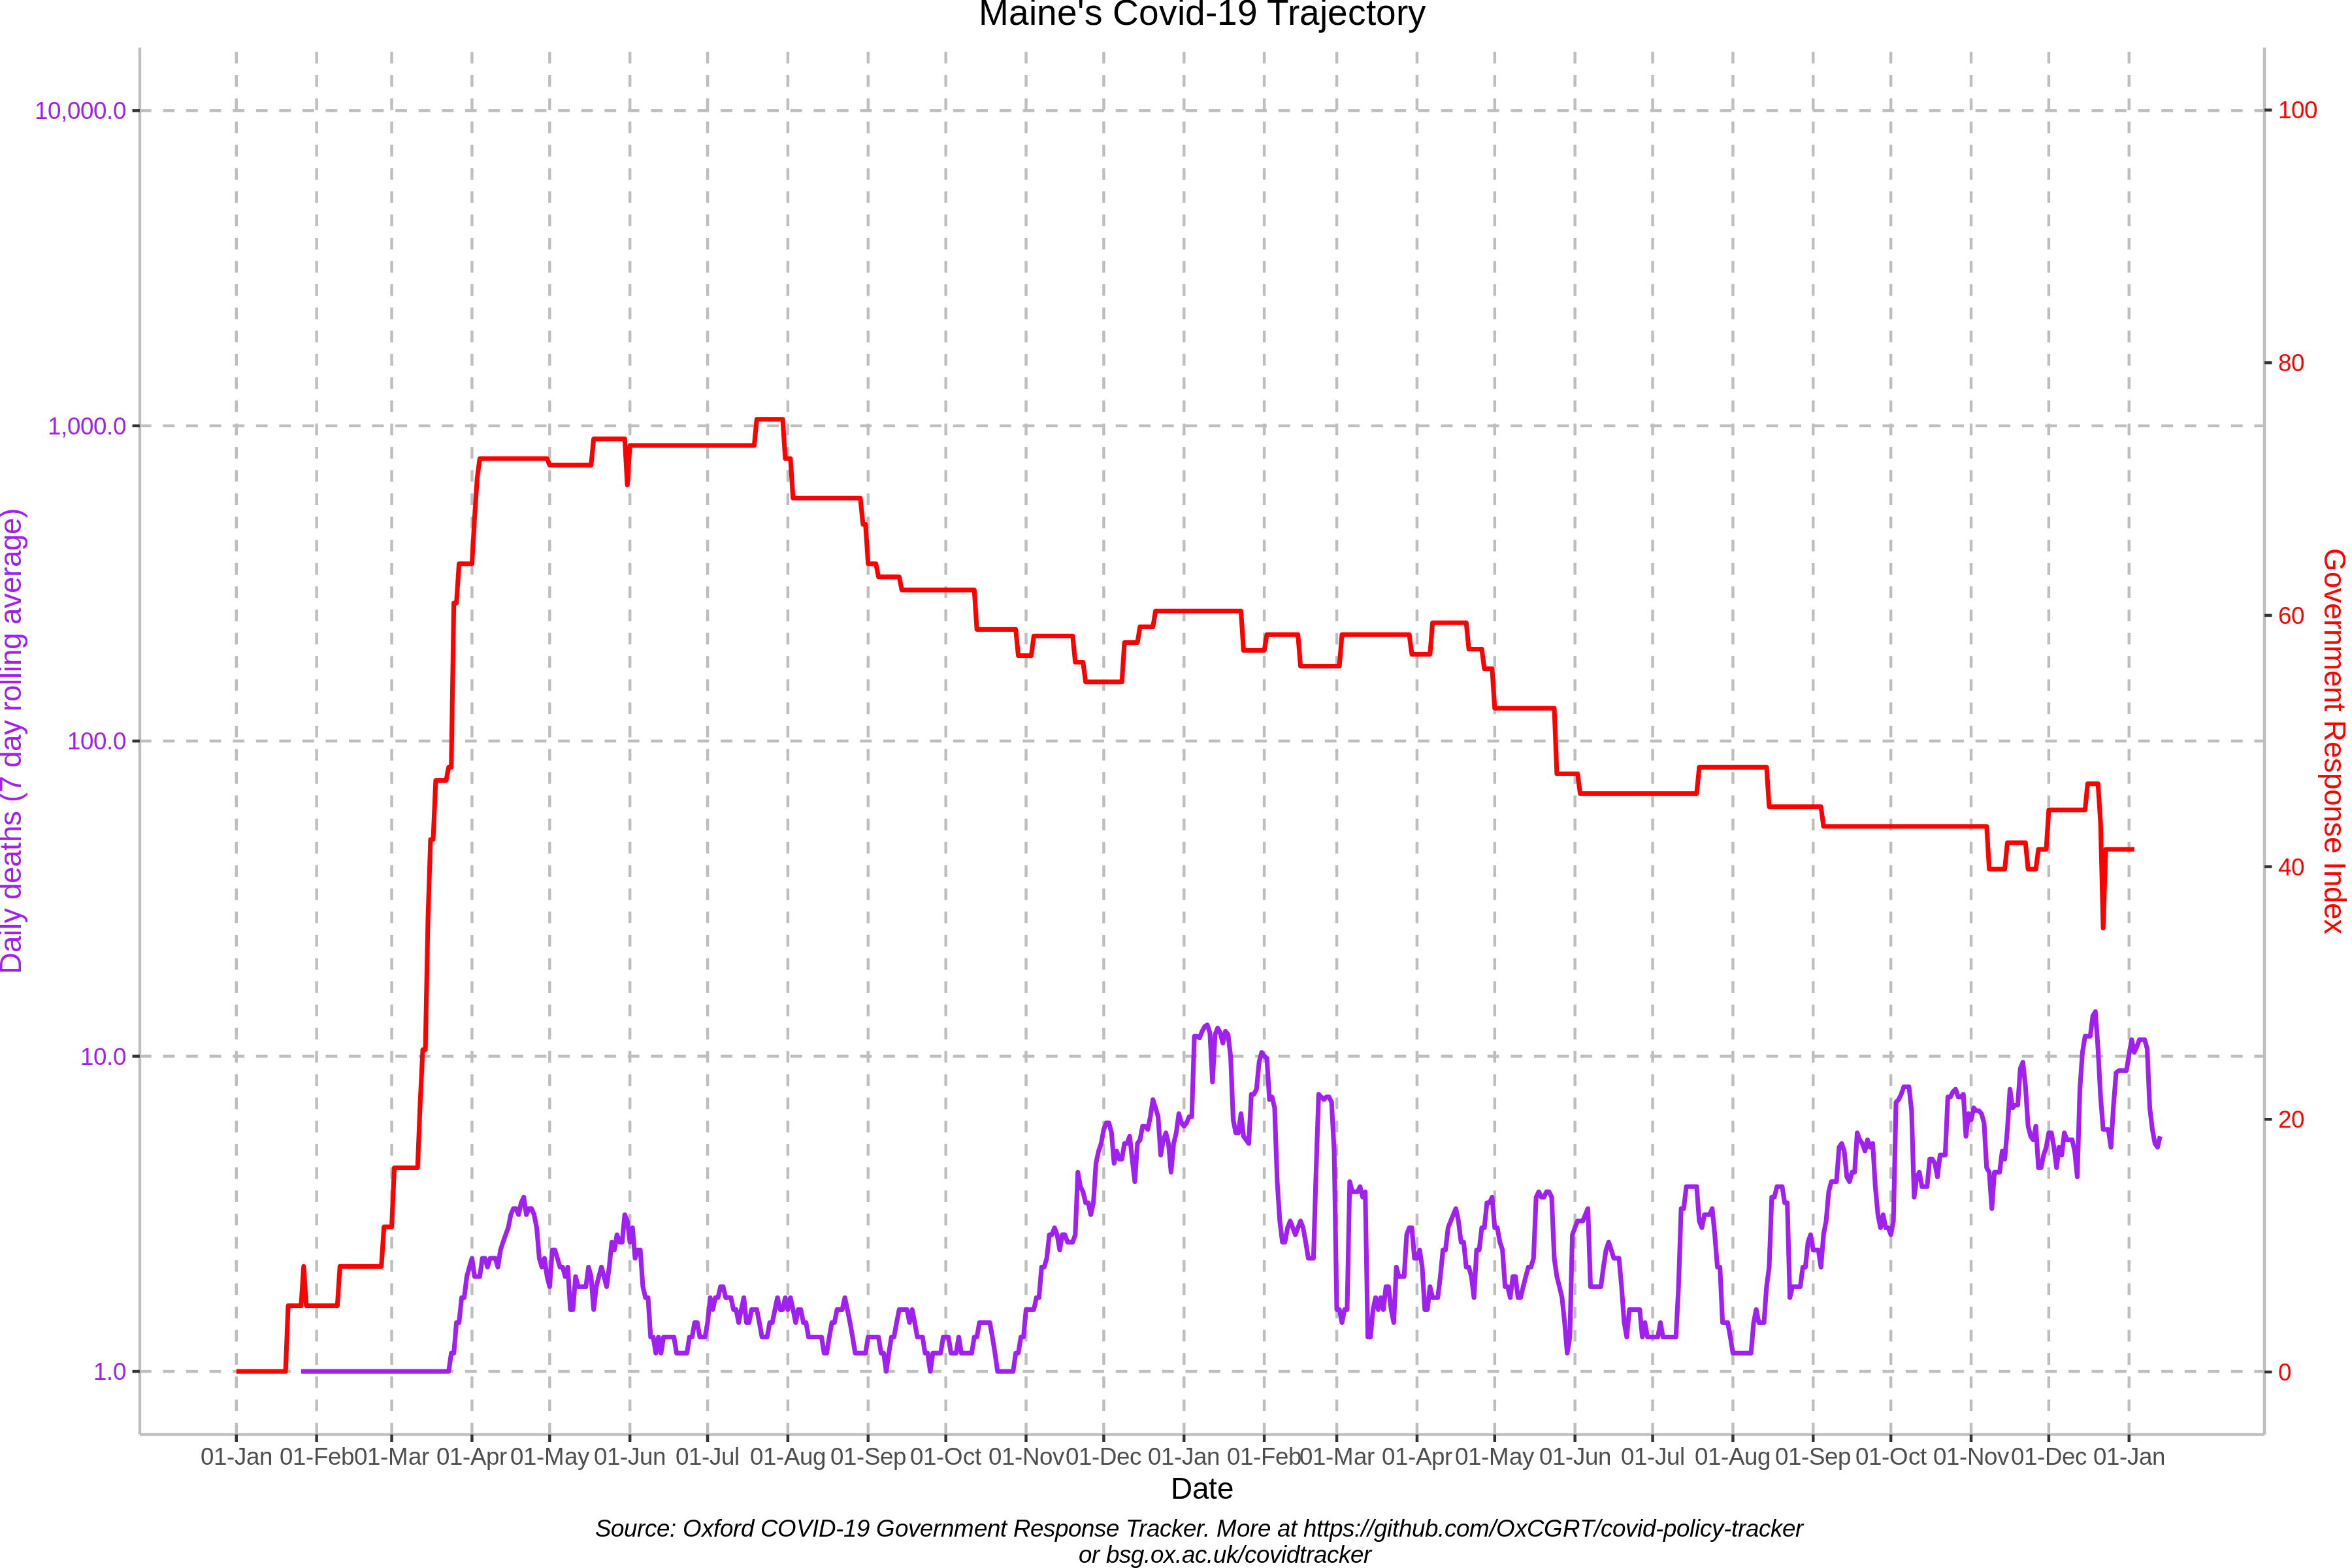 Maine's Covid-19 Trajectory
10,000.0
1,000.0
100.0
10.0
1.0
Daily deaths (7 day rolling average)
100
80
60
40
20
0
Government Response Index
01-Jan 01-Feb 01-Mar 01-Apr 01-May 01-Jun 01-Jul 01-Aug 01-Sep 01-Oct 01-Nov 01-Dec 01-Jan 01-Feb 01-Mar 01-Apr 01-May 01-Jun 01-Jul 01-Aug 01-Sep 01-Oct 01-Nov 01-Dec 01-Jan
Date
Source: Oxford COVID-19 Government Response Tracker. More at https://github.com/OxCGRT/covid-policy-tracker
or bsg.ox.ac.uk/covidtracker